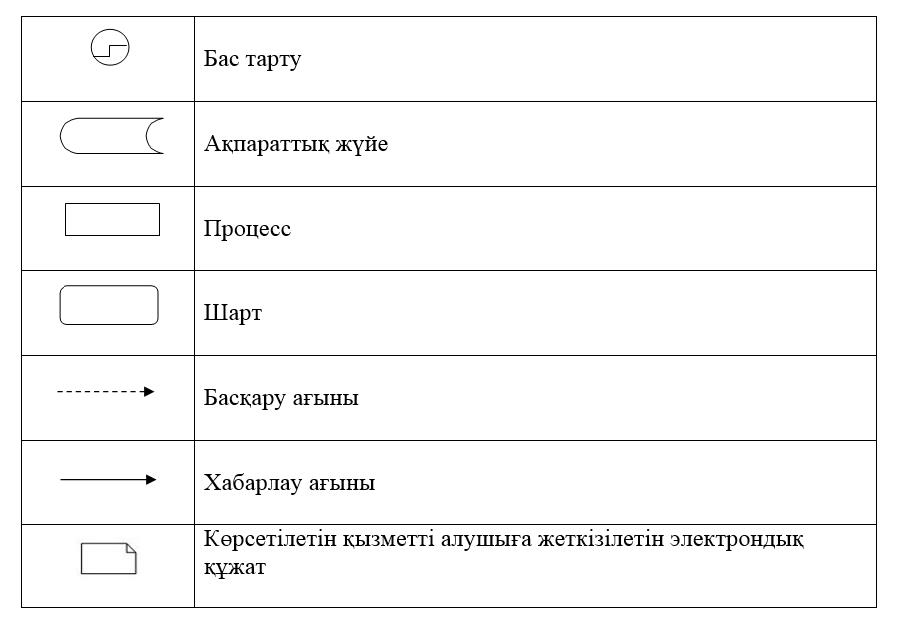 Бас тарту
Ақпараттық жүйе
Процесс
Шарт
Басқару ағыны
Хабарлау ағыны
Көрсетілетін қызметті алушыға жеткізілетін электрондық
құжат